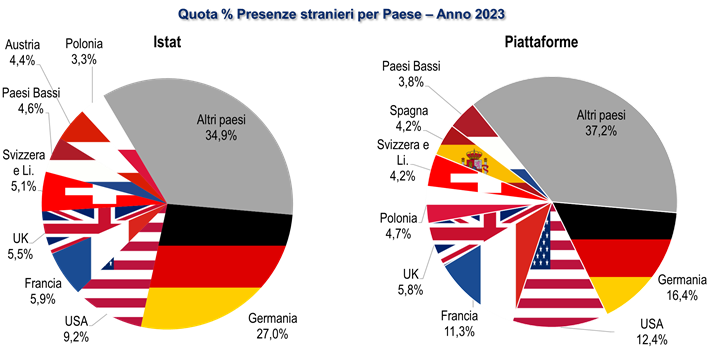 Quota % Presenze stranieri per Paese – Anno 2023
Istat
Altri paesi
34,9%
Germania
27,0%
USA
9,2%
Francia
5,9%
UK
5,5%
Svizzera
e Li.
5,1%
Paesi Bassi
4,6%
Austria
4,4%
Polonia
3,3%
Piattaforme
Altri paesi
37,2%
Germania
16,4%
USA
12,4%
Francia
11,3%
UK
5,8%
Polonia
4,7%
Svizzera e
Li.
4,2%
Spagna
4,2%
Paesi Bassi
3,8%